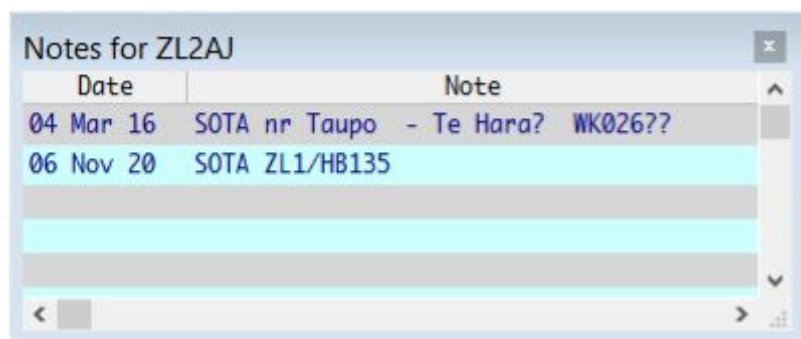 Notes for ZL2AJ
Date Note
04 Mar 16 SOTA nr Taupo - Te Hara? WK026??
06 Nov 20 SOTA ZL1/HB135